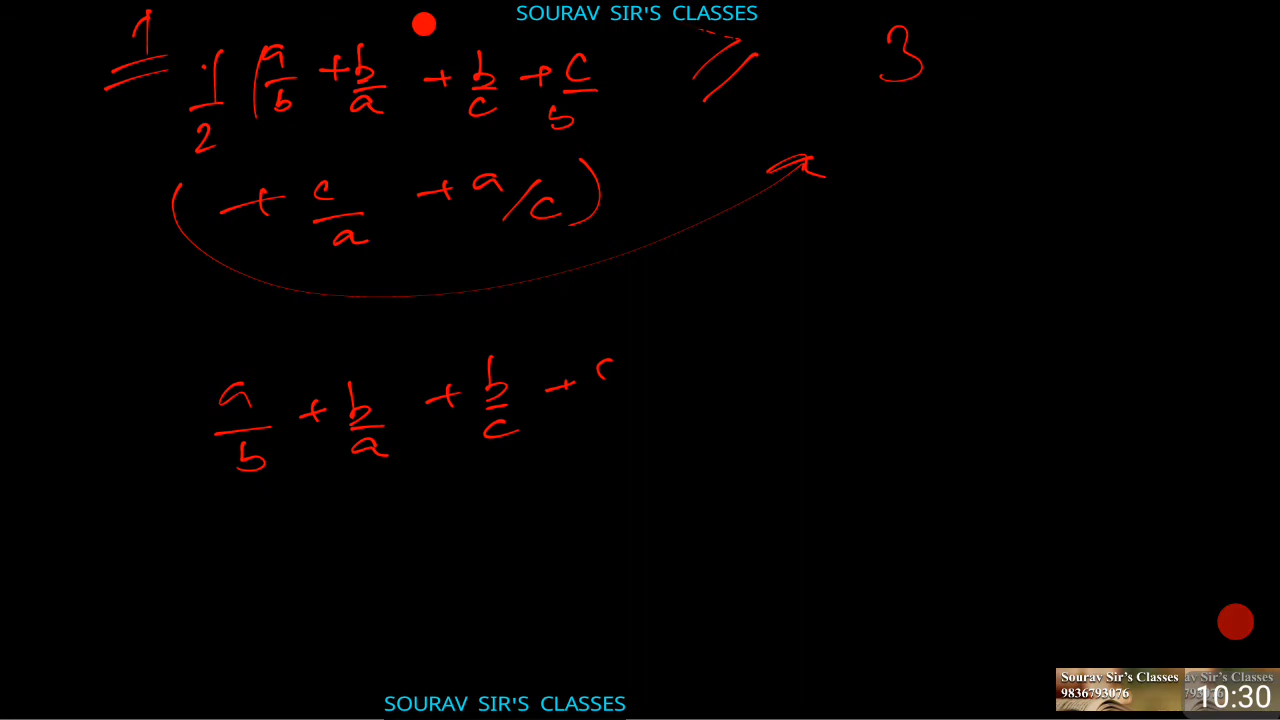 SOURAV SIR'S CLASSES
1
1/2 (a/b + b/a + b/c + c/b ≥ 3
( + c/a + a/c )
a/b + b/a + b/c +
SOURAV SIR'S CLASSES
Sourav Sir's Classes
9836793076
10:30